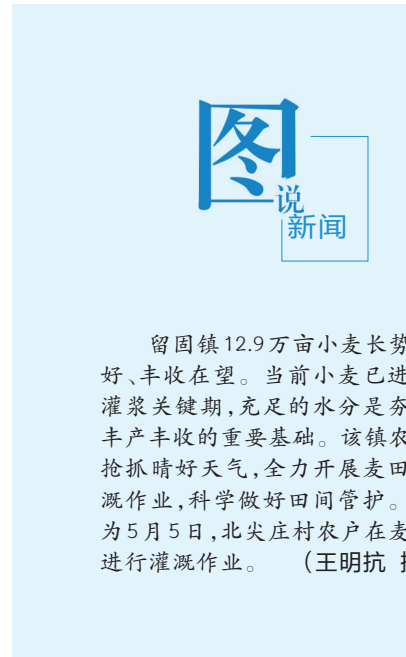 图说
新闻
留固镇12.9万亩小麦长势
好、丰收在望。当前小麦已进
灌浆关键期,充足的水分是夯
丰产丰收的重要基础。该镇农
抢抓晴好天气,全力开展麦田
溉作业,科学做好田间管护。
为5月5日,北尖庄村农户在麦
进行灌溉作业。 (王明抗